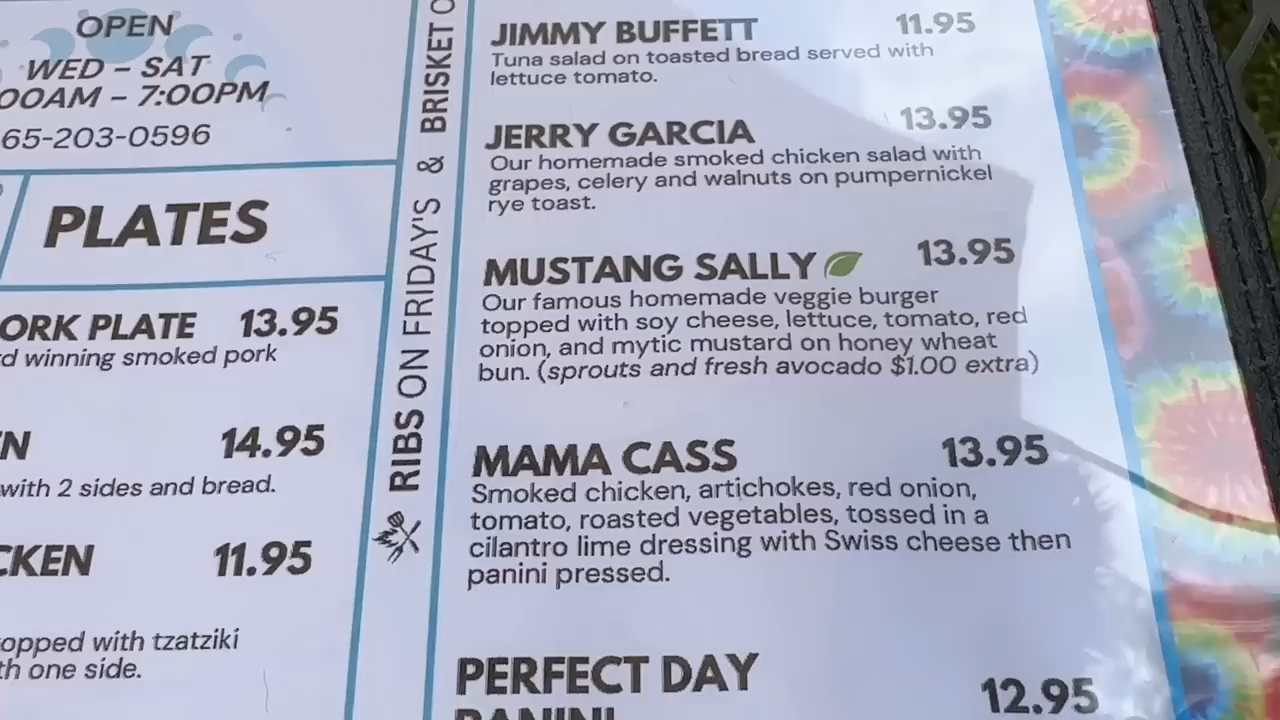 OPEN
WED – SAT
00AM – 7:00PM
65-203-0596
PLATES
ORK PLATE 13.95
d winning smoked pork
N 14.95
with 2 sides and bread.
CKEN 11.95
opped with tzatziki
th one side.
RIBS ON FRIDAY'S & BRISKET O
JIMMY BUFFETT 11.95
Tuna salad on toasted bread served with
lettuce tomato.
JERRY GARCIA 13.95
Our homemade smoked chicken salad with
grapes, celery and walnuts on pumpernickel
rye toast.
MUSTANG SALLY 13.95
Our famous homemade veggie burger
topped with soy cheese, lettuce, tomato, red
onion, and mytic mustard on honey wheat
bun. (sprouts and fresh avocado $1.00 extra)
MAMA CASS 13.95
Smoked chicken, artichokes, red onion,
tomato, roasted vegetables, tossed in a
cilantro lime dressing with Swiss cheese then
panini pressed.
PERFECT DAY 12.95
PANINI